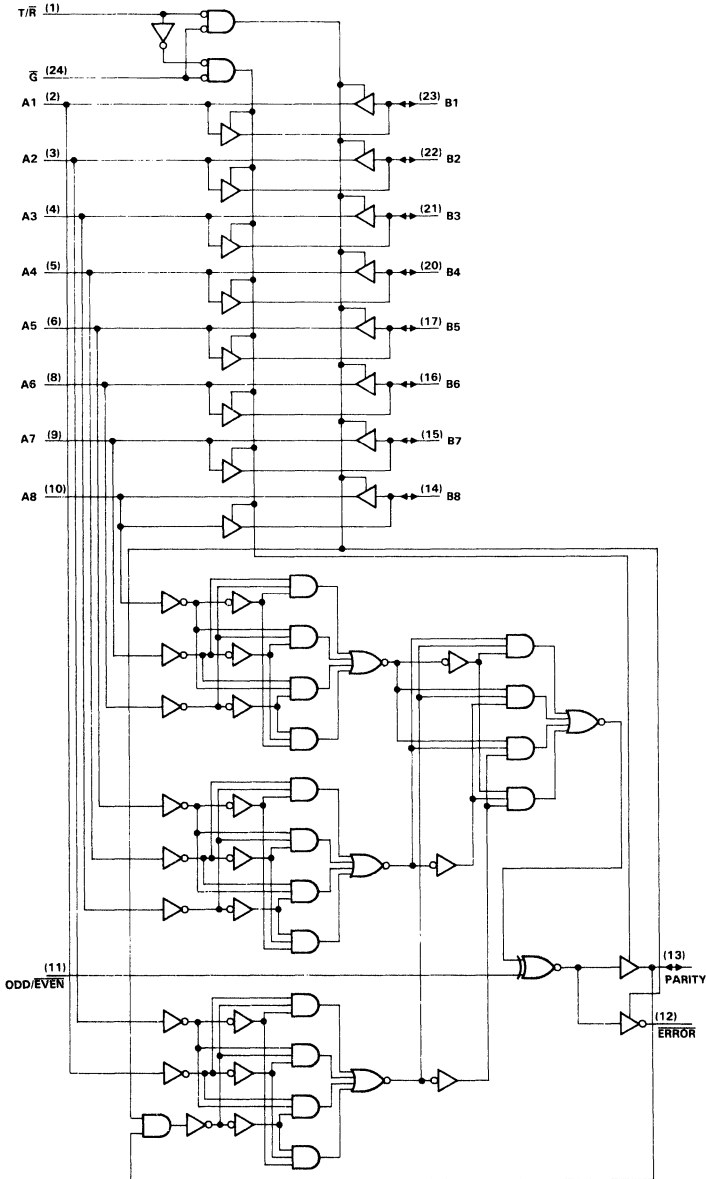 T/R̅ (1)
G̅ (24)
A1 (2) (23) B1
A2 (3) (22) B2
A3 (4) (21) B3
A4 (5) (20) B4
A5 (6) (17) B5
A6 (8) (16) B6
A7 (9) (15) B7
A8 (10) (14) B8
(13)
PARITY
(11)
ODD/E̅V̅E̅N̅
(12)
E̅R̅R̅O̅R̅